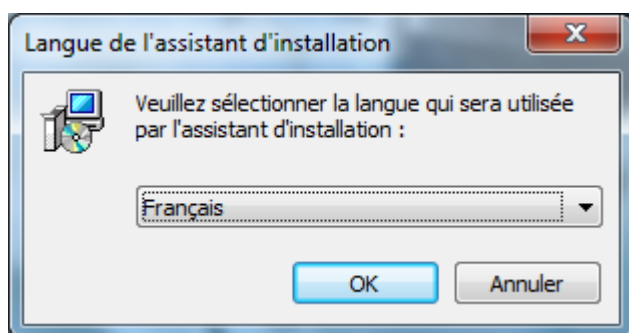 Langue de l'assistant d'installation
Veuillez sélectionner la langue qui sera utilisée
par l'assistant d'installation :
Français
OK Annuler